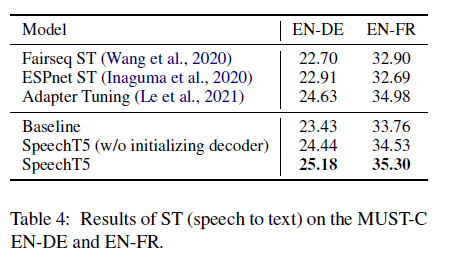 Model EN-DE EN-FR
Fairseq ST (Wang et al., 2020) 22.70 32.90
ESPnet ST (Inaguma et al., 2020) 22.91 32.69
Adapter Tuning (Le et al., 2021) 24.63 34.98
Baseline 23.43 33.76
SpeechT5 (w/o initializing decoder) 24.44 34.53
SpeechT5 25.18 35.30
Table 4: Results of ST (speech to text) on the MUST-C
EN-DE and EN-FR.